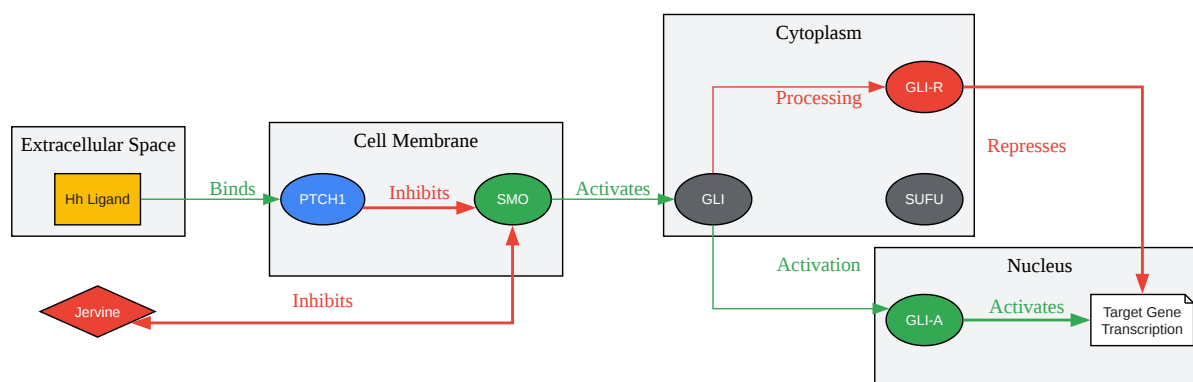 Cytoplasm
GLI-R
Processing
Extracellular Space
Cell Membrane
Represses
Hh Ligand
Binds
PTCH1
Inhibits
SMO
Activates
GLI
SUFU
Activation
Nucleus
Jervine
Inhibits
GLI-A
Activates
Target Gene
Transcription